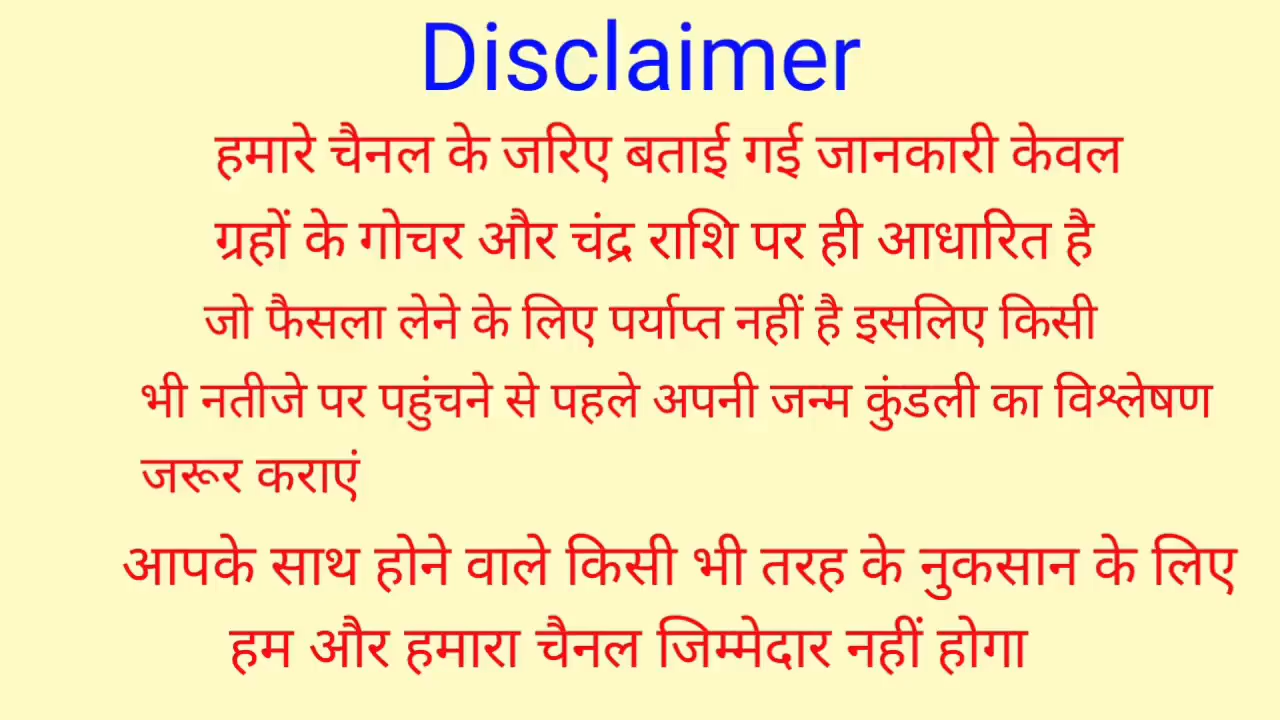 Disclaimer
हमारे चैनल के जरिए बताई गई जानकारी केवल
ग्रहों के गोचर और चंद्र राशि पर ही आधारित है
जो फैसला लेने के लिए पर्याप्त नहीं है इसलिए किसी
भी नतीजे पर पहुंचने से पहले अपनी जन्म कुंडली का विश्लेषण
जरूर कराएं
आपके साथ होने वाले किसी भी तरह के नुकसान के लिए
हम और हमारा चैनल जिम्मेदार नहीं होगा